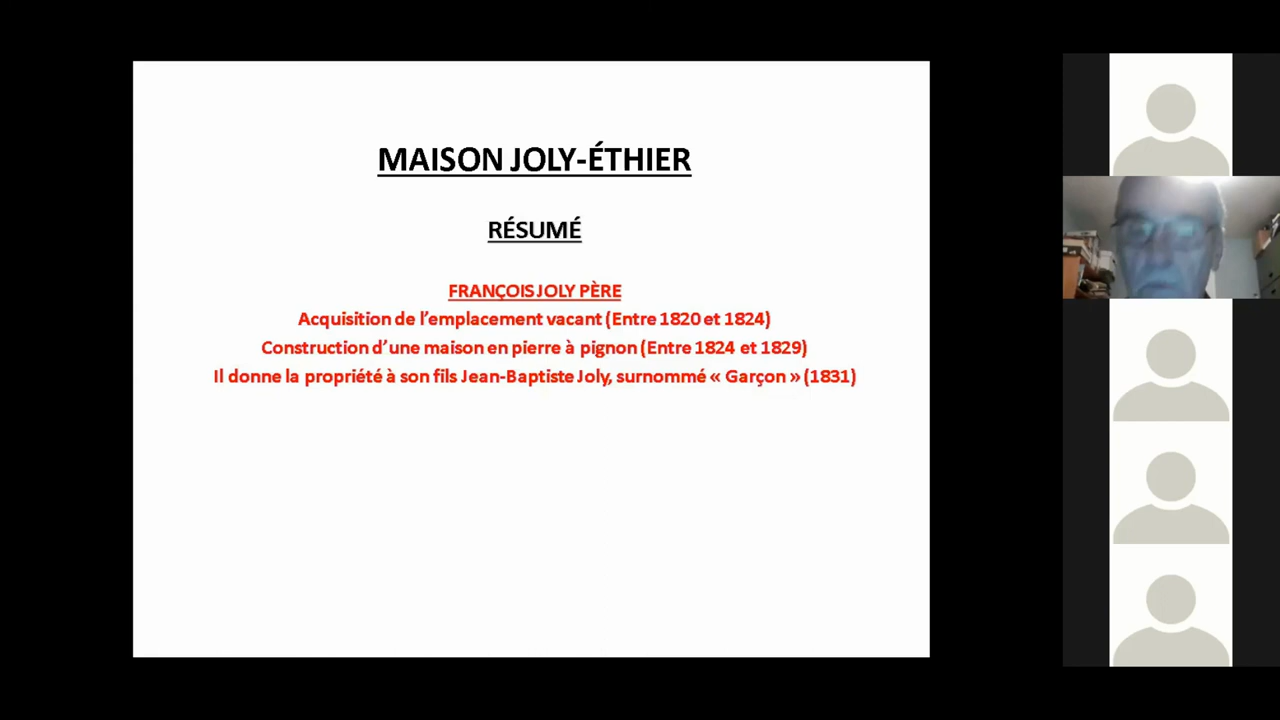 MAISON JOLY-ÉTHIER
RÉSUMÉ
FRANÇOIS JOLY PÈRE
Acquisition de l’emplacement vacant (Entre 1820 et 1824)
Construction d’une maison en pierre à pignon (Entre 1824 et 1829)
Il donne la propriété à son fils Jean-Baptiste Joly, surnommé « Garçon » (1831)